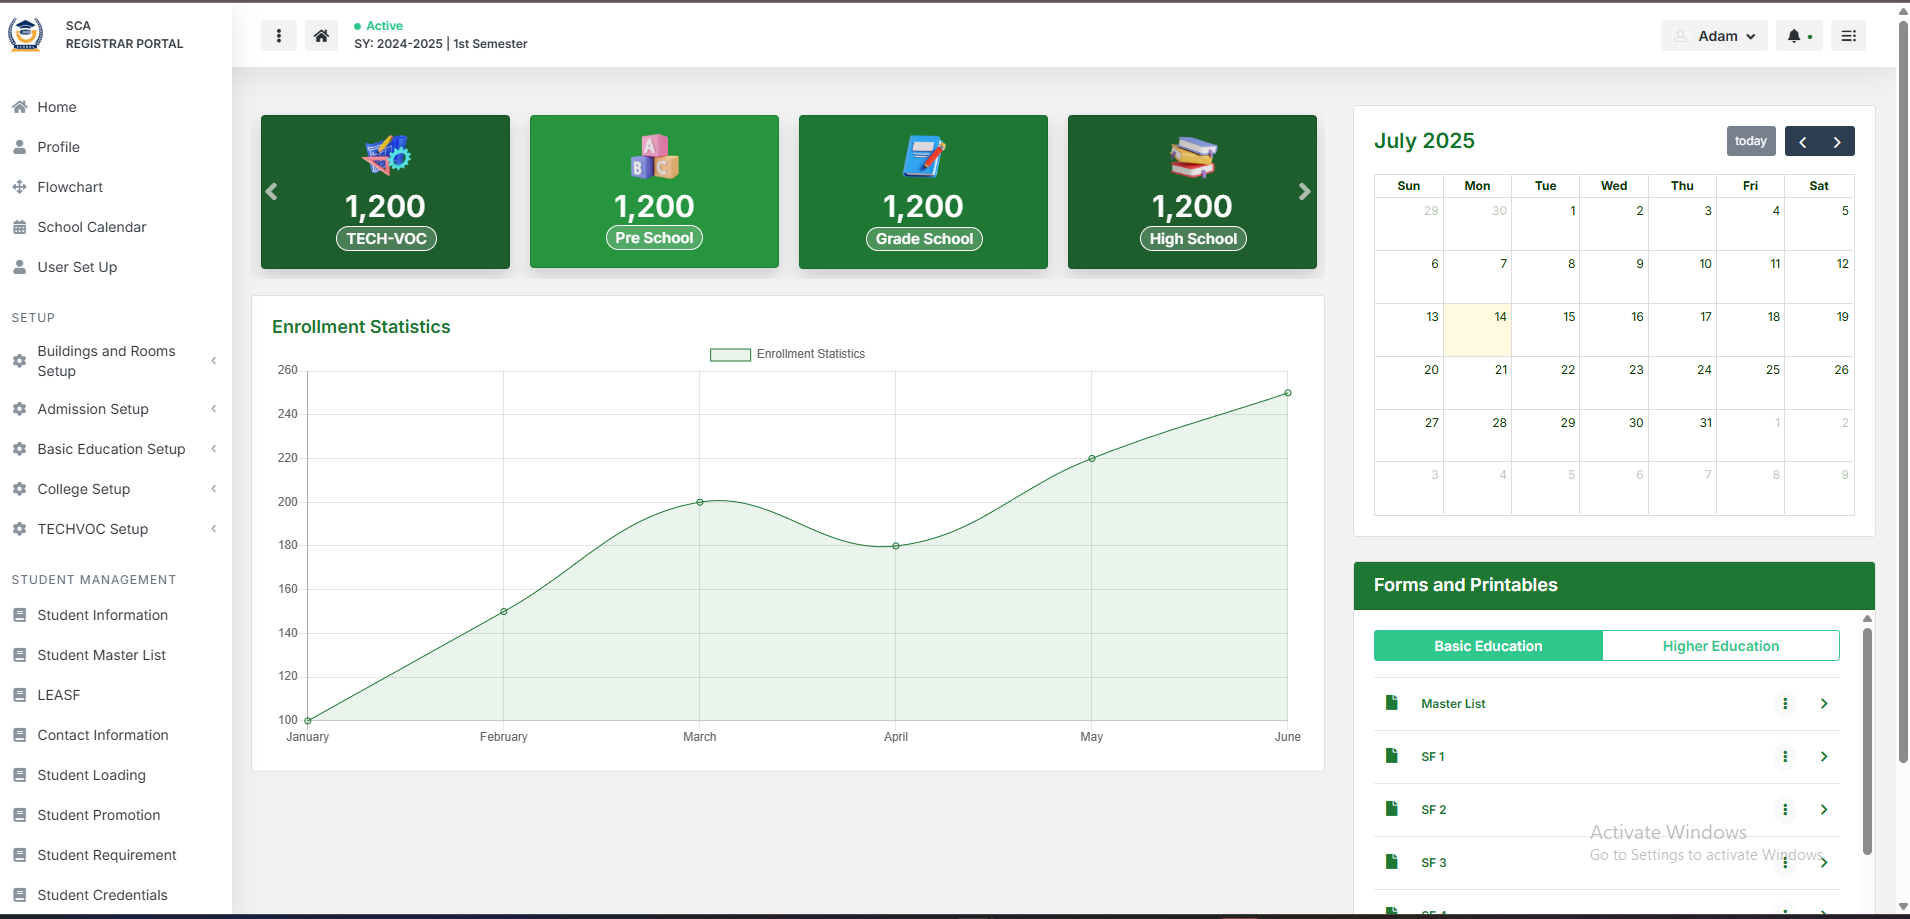 SCA
REGISTRAR PORTAL
Home
Profile
Flowchart
School Calendar
User Set Up
SETUP
Buildings and Rooms
Setup
Admission Setup
Basic Education Setup
College Setup
TECHVOC Setup
STUDENT MANAGEMENT
Student Information
Student Master List
LEASF
Contact Information
Student Loading
Student Promotion
Student Requirement
Student Credentials
Active
SY: 2024-2025 | 1st Semester
Adam
1,200
TECH-VOC
1,200
Pre School
1,200
Grade School
1,200
High School
Enrollment Statistics
Enrollment Statistics
260
240
220
200
180
160
140
120
100
January February March April May June
July 2025
today
Sun Mon Tue Wed Thu Fri Sat
29 30 1 2 3 4 5
6 7 8 9 10 11 12
13 14 15 16 17 18 19
20 21 22 23 24 25 26
27 28 29 30 31 1 2
3 4 5 6 7 8 9
Forms and Printables
Basic Education Higher Education
Master List
SF 1
SF 2
SF 3
SF 4
Activate Windows
Go to Settings to activate Windows.